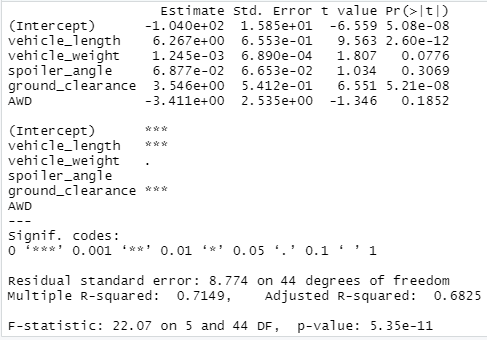 Estimate Std. Error t value Pr(>|t|)
(Intercept)      -1.040e+02  1.585e+01  -6.559 5.08e-08
vehicle_length    6.267e+00  6.553e-01   9.563 2.60e-12
vehicle_weight    1.245e-03  6.890e-04   1.807   0.0776
spoiler_angle     6.877e-02  6.653e-02   1.034   0.3069
ground_clearance  3.546e+00  5.412e-01   6.551 5.21e-08
AWD              -3.411e+00  2.535e+00  -1.346   0.1852
(Intercept)      ***
vehicle_length   ***
vehicle_weight   .
spoiler_angle
ground_clearance ***
AWD
---
Signif. codes:
0 ‘***’ 0.001 ‘**’ 0.01 ‘*’ 0.05 ‘.’ 0.1 ‘ ’ 1
Residual standard error: 8.774 on 44 degrees of freedom
Multiple R-squared:  0.7149,    Adjusted R-squared:  0.6825
F-statistic: 22.07 on 5 and 44 DF,  p-value: 5.35e-11